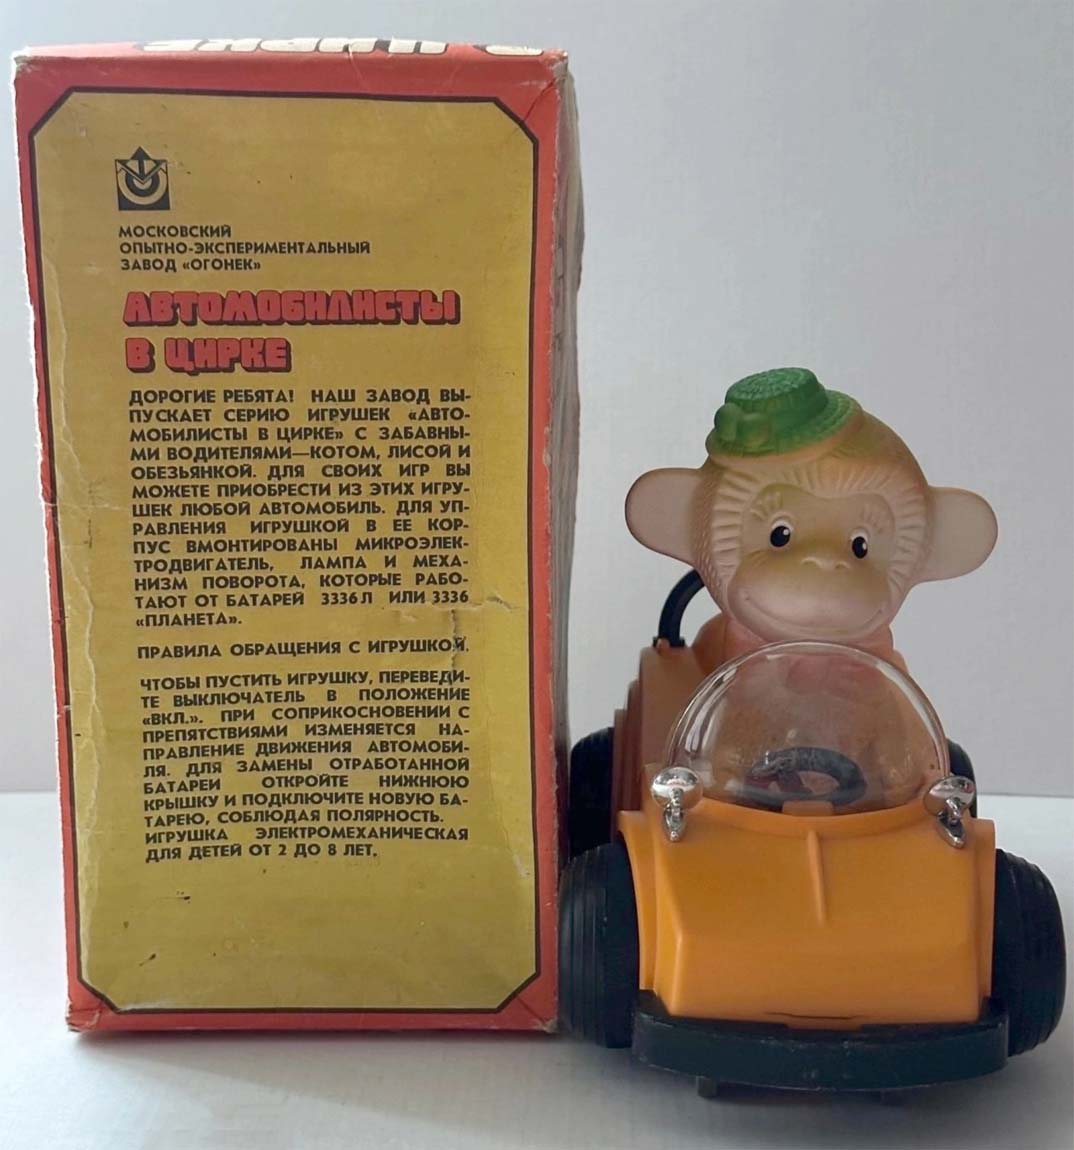 МОСКОВСКИЙ
ОПЫТНО-ЭКСПЕРИМЕНТАЛЬНЫЙ
ЗАВОД «ОГОНЕК»
АВТОМОБИЛИСТЫ
В ЦИРКЕ
ДОРОГИЕ РЕБЯТА! НАШ ЗАВОД ВЫ-
ПУСКАЕТ СЕРИЮ ИГРУШЕК «АВТО-
МОБИЛИСТЫ В ЦИРКЕ» С ЗАБАВНЫ-
МИ ВОДИТЕЛЯМИ—КОТОМ, ЛИСОЙ И
ОБЕЗЬЯНКОЙ. ДЛЯ СВОИХ ИГР ВЫ
МОЖЕТЕ ПРИОБРЕСТИ ИЗ ЭТИХ ИГРУ-
ШЕК ЛЮБОЙ АВТОМОБИЛЬ. ДЛЯ УП-
РАВЛЕНИЯ ИГРУШКОЙ В ЕЕ КОР-
ПУС ВМОНТИРОВАНЫ МИКРОЭЛЕК-
ТРОДВИГАТЕЛЬ, ЛАМПА И МЕХА-
НИЗМ ПОВОРОТА, КОТОРЫЕ РАБО-
ТАЮТ ОТ БАТАРЕЙ 3336Л ИЛИ 3336
«ПЛАНЕТА».
ПРАВИЛА ОБРАЩЕНИЯ С ИГРУШКОЙ.
ЧТОБЫ ПУСТИТЬ ИГРУШКУ, ПЕРЕВЕДИ-
ТЕ ВЫКЛЮЧАТЕЛЬ В ПОЛОЖЕНИЕ
«ВКЛ.». ПРИ СОПРИКОСНОВЕНИИ С
ПРЕПЯТСТВИЯМИ ИЗМЕНЯЕТСЯ НА-
ПРАВЛЕНИЕ ДВИЖЕНИЯ АВТОМОБИ-
ЛЯ. ДЛЯ ЗАМЕНЫ ОТРАБОТАННОЙ
БАТАРЕИ ОТКРОЙТЕ НИЖНЮЮ
КРЫШКУ И ПОДКЛЮЧИТЕ НОВУЮ БА-
ТАРЕЮ, СОБЛЮДАЯ ПОЛЯРНОСТЬ.
ИГРУШКА ЭЛЕКТРОМЕХАНИЧЕСКАЯ
ДЛЯ ДЕТЕЙ ОТ 2 ДО 8 ЛЕТ.